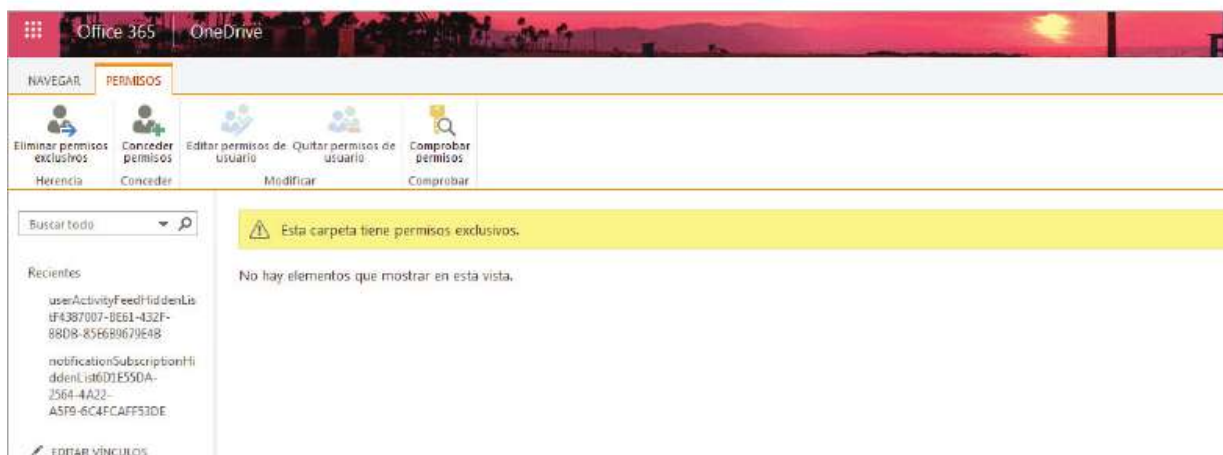 Office 365 OneDrive
NAVEGAR PERMISOS
Eliminar permisos Conceder Editar permisos de Quitar permisos de Comprobar
exclusivos permisos usuario usuario permisos
Herencia Conceder Modificar Comprobar
Buscar todo
Esta carpeta tiene permisos exclusivos.
No hay elementos que mostrar en esta vista.
Recientes
userActivityFeedHiddenLis
tF4387007-BE61-432F-
8BDB-85E6B9679E4B
notificationSubscriptionHi
ddenList6D1E55DA-
2564-4A22-
A5F9-6C4FCAFF53DE
EDITAR VÍNCULOS